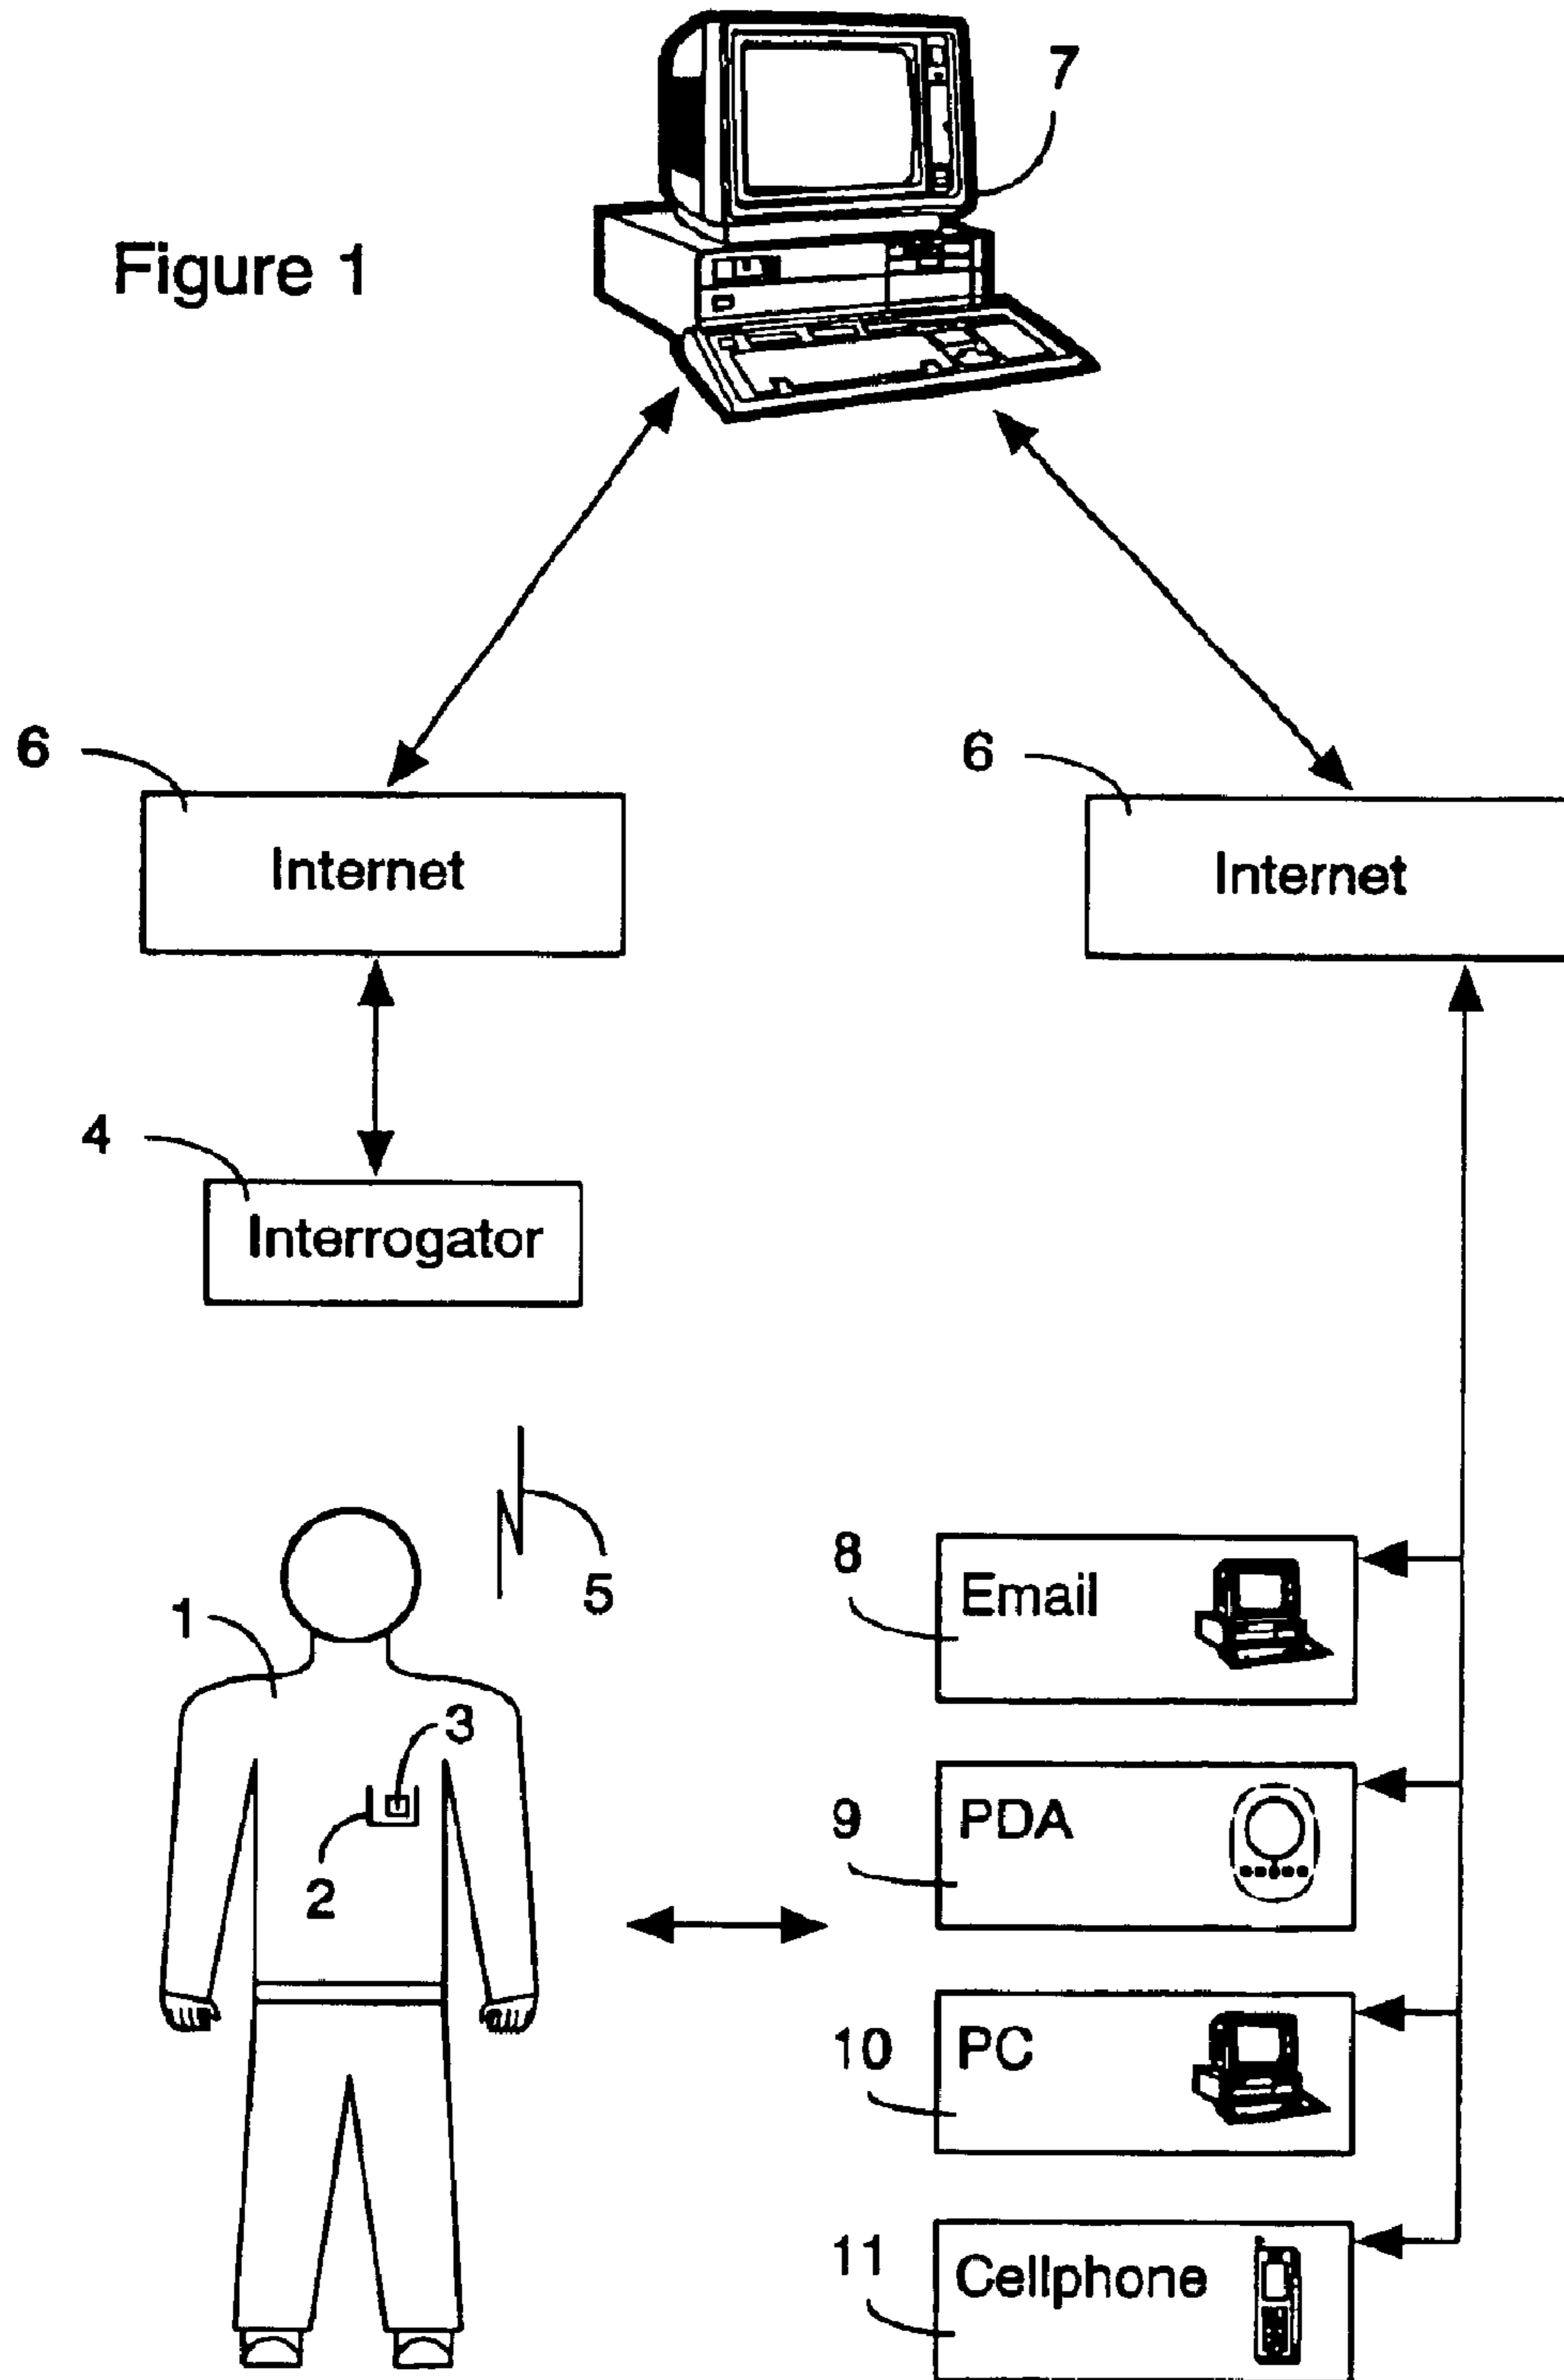 7
Figure 1
6
6
Internet
Internet
4
Interrogator
5
8
Email
1
3
9
PDA
2
10
PC
11
Cellphone